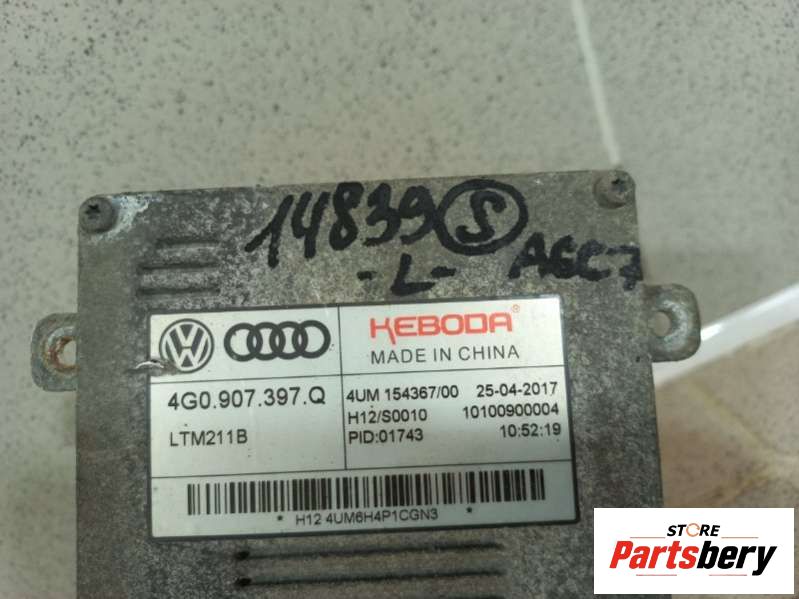 14839 S
-L- A6C7
VW
KEBODA®
MADE IN CHINA
4G0.907.397.Q
LTM211B
4UM 154367/00 25-04-2017
H12/S0010 10100900004
PID:01743 10:52:19
* H12 4UM6H4P1CGN3 *
STORE
Partsbery